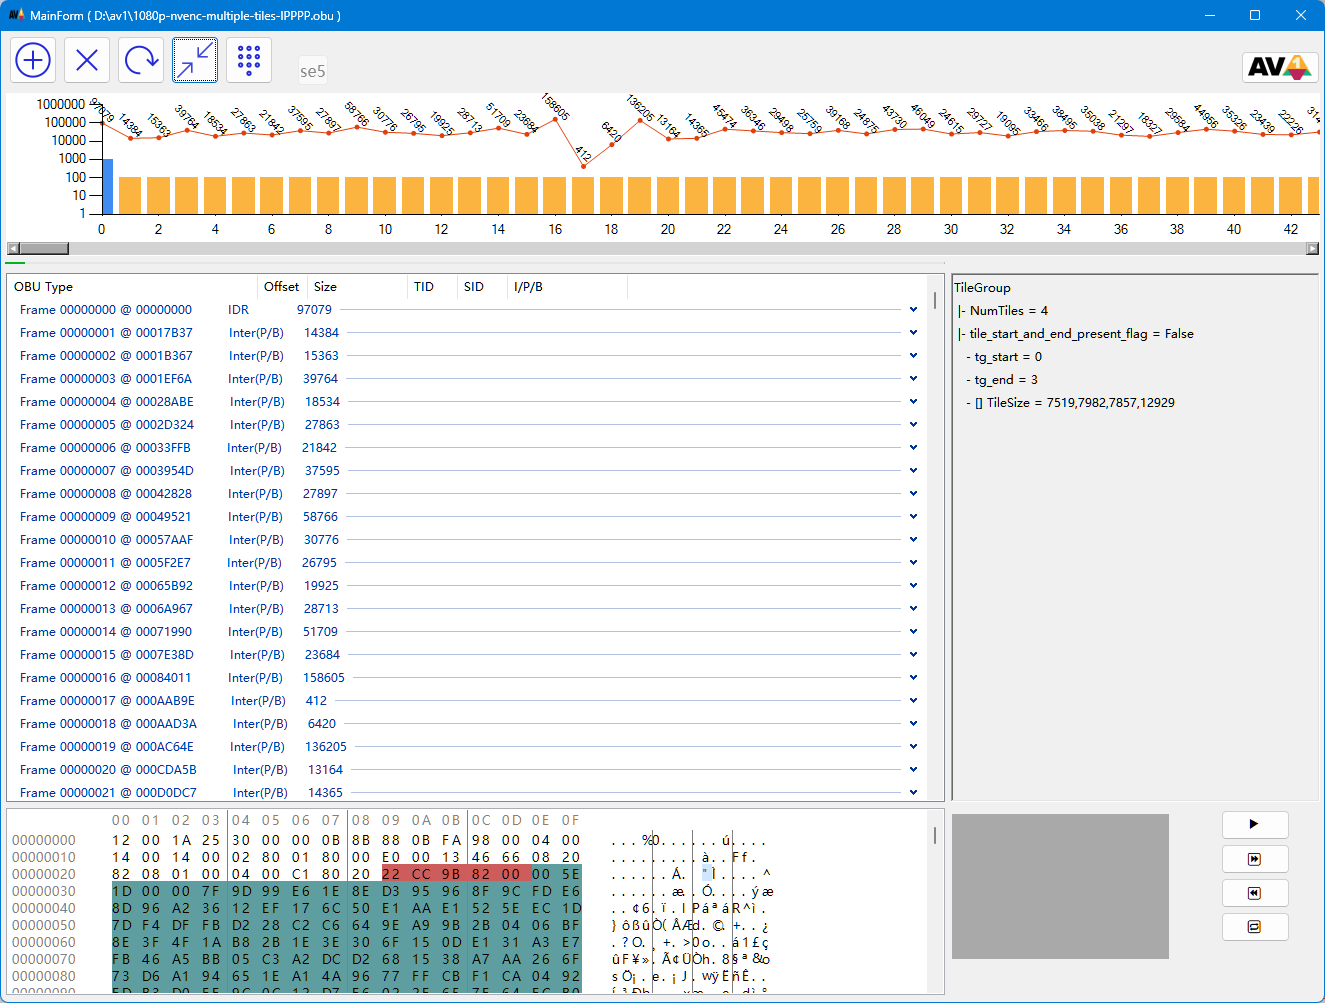 MainForm ( D:\av1\1080p-nvenc-multiple-tiles-IPPPP.obu )
se5
AV1
1000000
100000
10000
1000
100
10
1
97079 14384 15363 39764 18534 27863 21842 37595 27897 58766 30776 26795 19925 28713 51709 23684 158605 412 6420 136205 13164 14365 45474 36346 29498 25759 39168 24875 43730 46049 24615 29727 19095 33466 38495 35038 21297 18327 29584 44956 35326 23439 22226 314
0 2 4 6 8 10 12 14 16 18 20 22 24 26 28 30 32 34 36 38 40 42
OBU Type Offset Size TID SID I/P/B
Frame 00000000 @ 00000000 IDR 97079
Frame 00000001 @ 00017B37 Inter(P/B) 14384
Frame 00000002 @ 0001B367 Inter(P/B) 15363
Frame 00000003 @ 0001EF6A Inter(P/B) 39764
Frame 00000004 @ 00028ABE Inter(P/B) 18534
Frame 00000005 @ 0002D324 Inter(P/B) 27863
Frame 00000006 @ 00033FFB Inter(P/B) 21842
Frame 00000007 @ 0003954D Inter(P/B) 37595
Frame 00000008 @ 00042828 Inter(P/B) 27897
Frame 00000009 @ 00049521 Inter(P/B) 58766
Frame 00000010 @ 00057AAF Inter(P/B) 30776
Frame 00000011 @ 0005F2E7 Inter(P/B) 26795
Frame 00000012 @ 00065B92 Inter(P/B) 19925
Frame 00000013 @ 0006A967 Inter(P/B) 28713
Frame 00000014 @ 00071990 Inter(P/B) 51709
Frame 00000015 @ 0007E38D Inter(P/B) 23684
Frame 00000016 @ 00084011 Inter(P/B) 158605
Frame 00000017 @ 000AAB9E Inter(P/B) 412
Frame 00000018 @ 000AAD3A Inter(P/B) 6420
Frame 00000019 @ 000AC64E Inter(P/B) 136205
Frame 00000020 @ 000CDA5B Inter(P/B) 13164
Frame 00000021 @ 000D0DC7 Inter(P/B) 14365
TileGroup
|- NumTiles = 4
|- tile_start_and_end_present_flag = False
- tg_start = 0
- tg_end = 3
- [] TileSize = 7519,7982,7857,12929
00 01 02 03 04 05 06 07 08 09 0A 0B 0C 0D 0E 0F
00000000 12 00 1A 25 30 00 00 0B 8B 88 0B FA 98 00 04 00 ...%0......ú....
00000010 14 00 14 00 02 80 01 80 00 E0 00 13 46 66 08 20 .........à..Ff.
00000020 82 08 01 00 04 00 C1 80 20 22 CC 9B 82 00 00 5E ......Á. "Ì....^
00000030 1D 00 00 7F 9D 99 E6 1E 8E D3 95 96 8F 9C FD E6 ......æ..Ó....ýæ
00000040 8D 96 A2 36 12 EF 17 6C 50 E1 AA E1 52 5E EC 1D ..¢6.ï.lPáªáR^ì.
00000050 7D F4 DF FB D2 28 C2 C6 64 9E A9 9B 2B 04 06 BF }ôßûÒ(ÂÆd.©.+..¿
00000060 8E 3F 4F 1A B8 2B 1E 3E 30 6F 15 0D E1 31 A3 E7 .?O.¸+.>0o..á1£ç
00000070 FB 46 A5 BB 05 C3 A2 DC D2 68 15 38 A7 AA 26 6F ûF¥».Ã¢ÜÒh.8§ª&o
00000080 73 D6 A1 94 65 1E A1 4A 96 77 FF CB F1 CA 04 92 sÖ¡.e.¡J.wÿËñÊ..